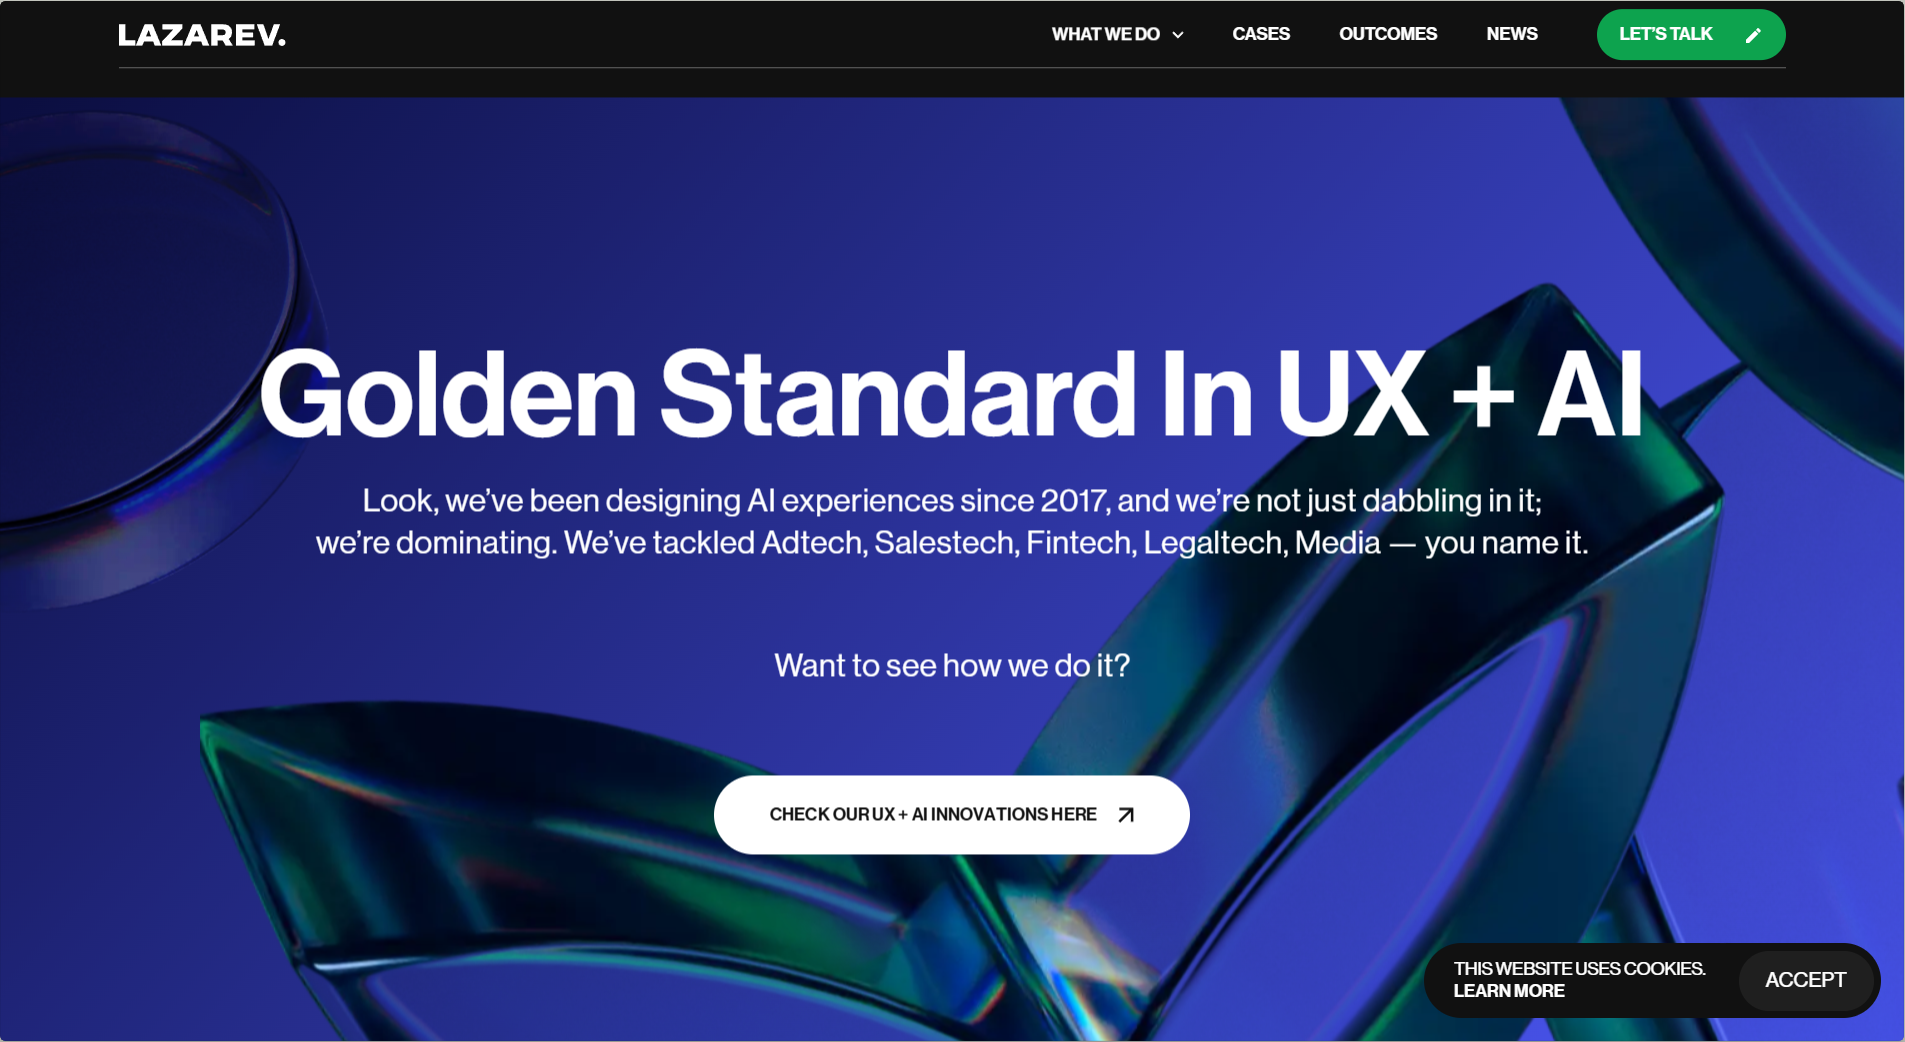 LAZAREV.
WHAT WE DO
CASES
OUTCOMES
NEWS
LET'S TALK
Golden Standard In UX + AI
Look, we’ve been designing AI experiences since 2017, and we’re not just dabbling in it;
we’re dominating. We’ve tackled Adtech, Salestech, Fintech, Legaltech, Media — you name it.
Want to see how we do it?
CHECK OUR UX + AI INNOVATIONS HERE
THIS WEBSITE USES COOKIES.
LEARN MORE
ACCEPT